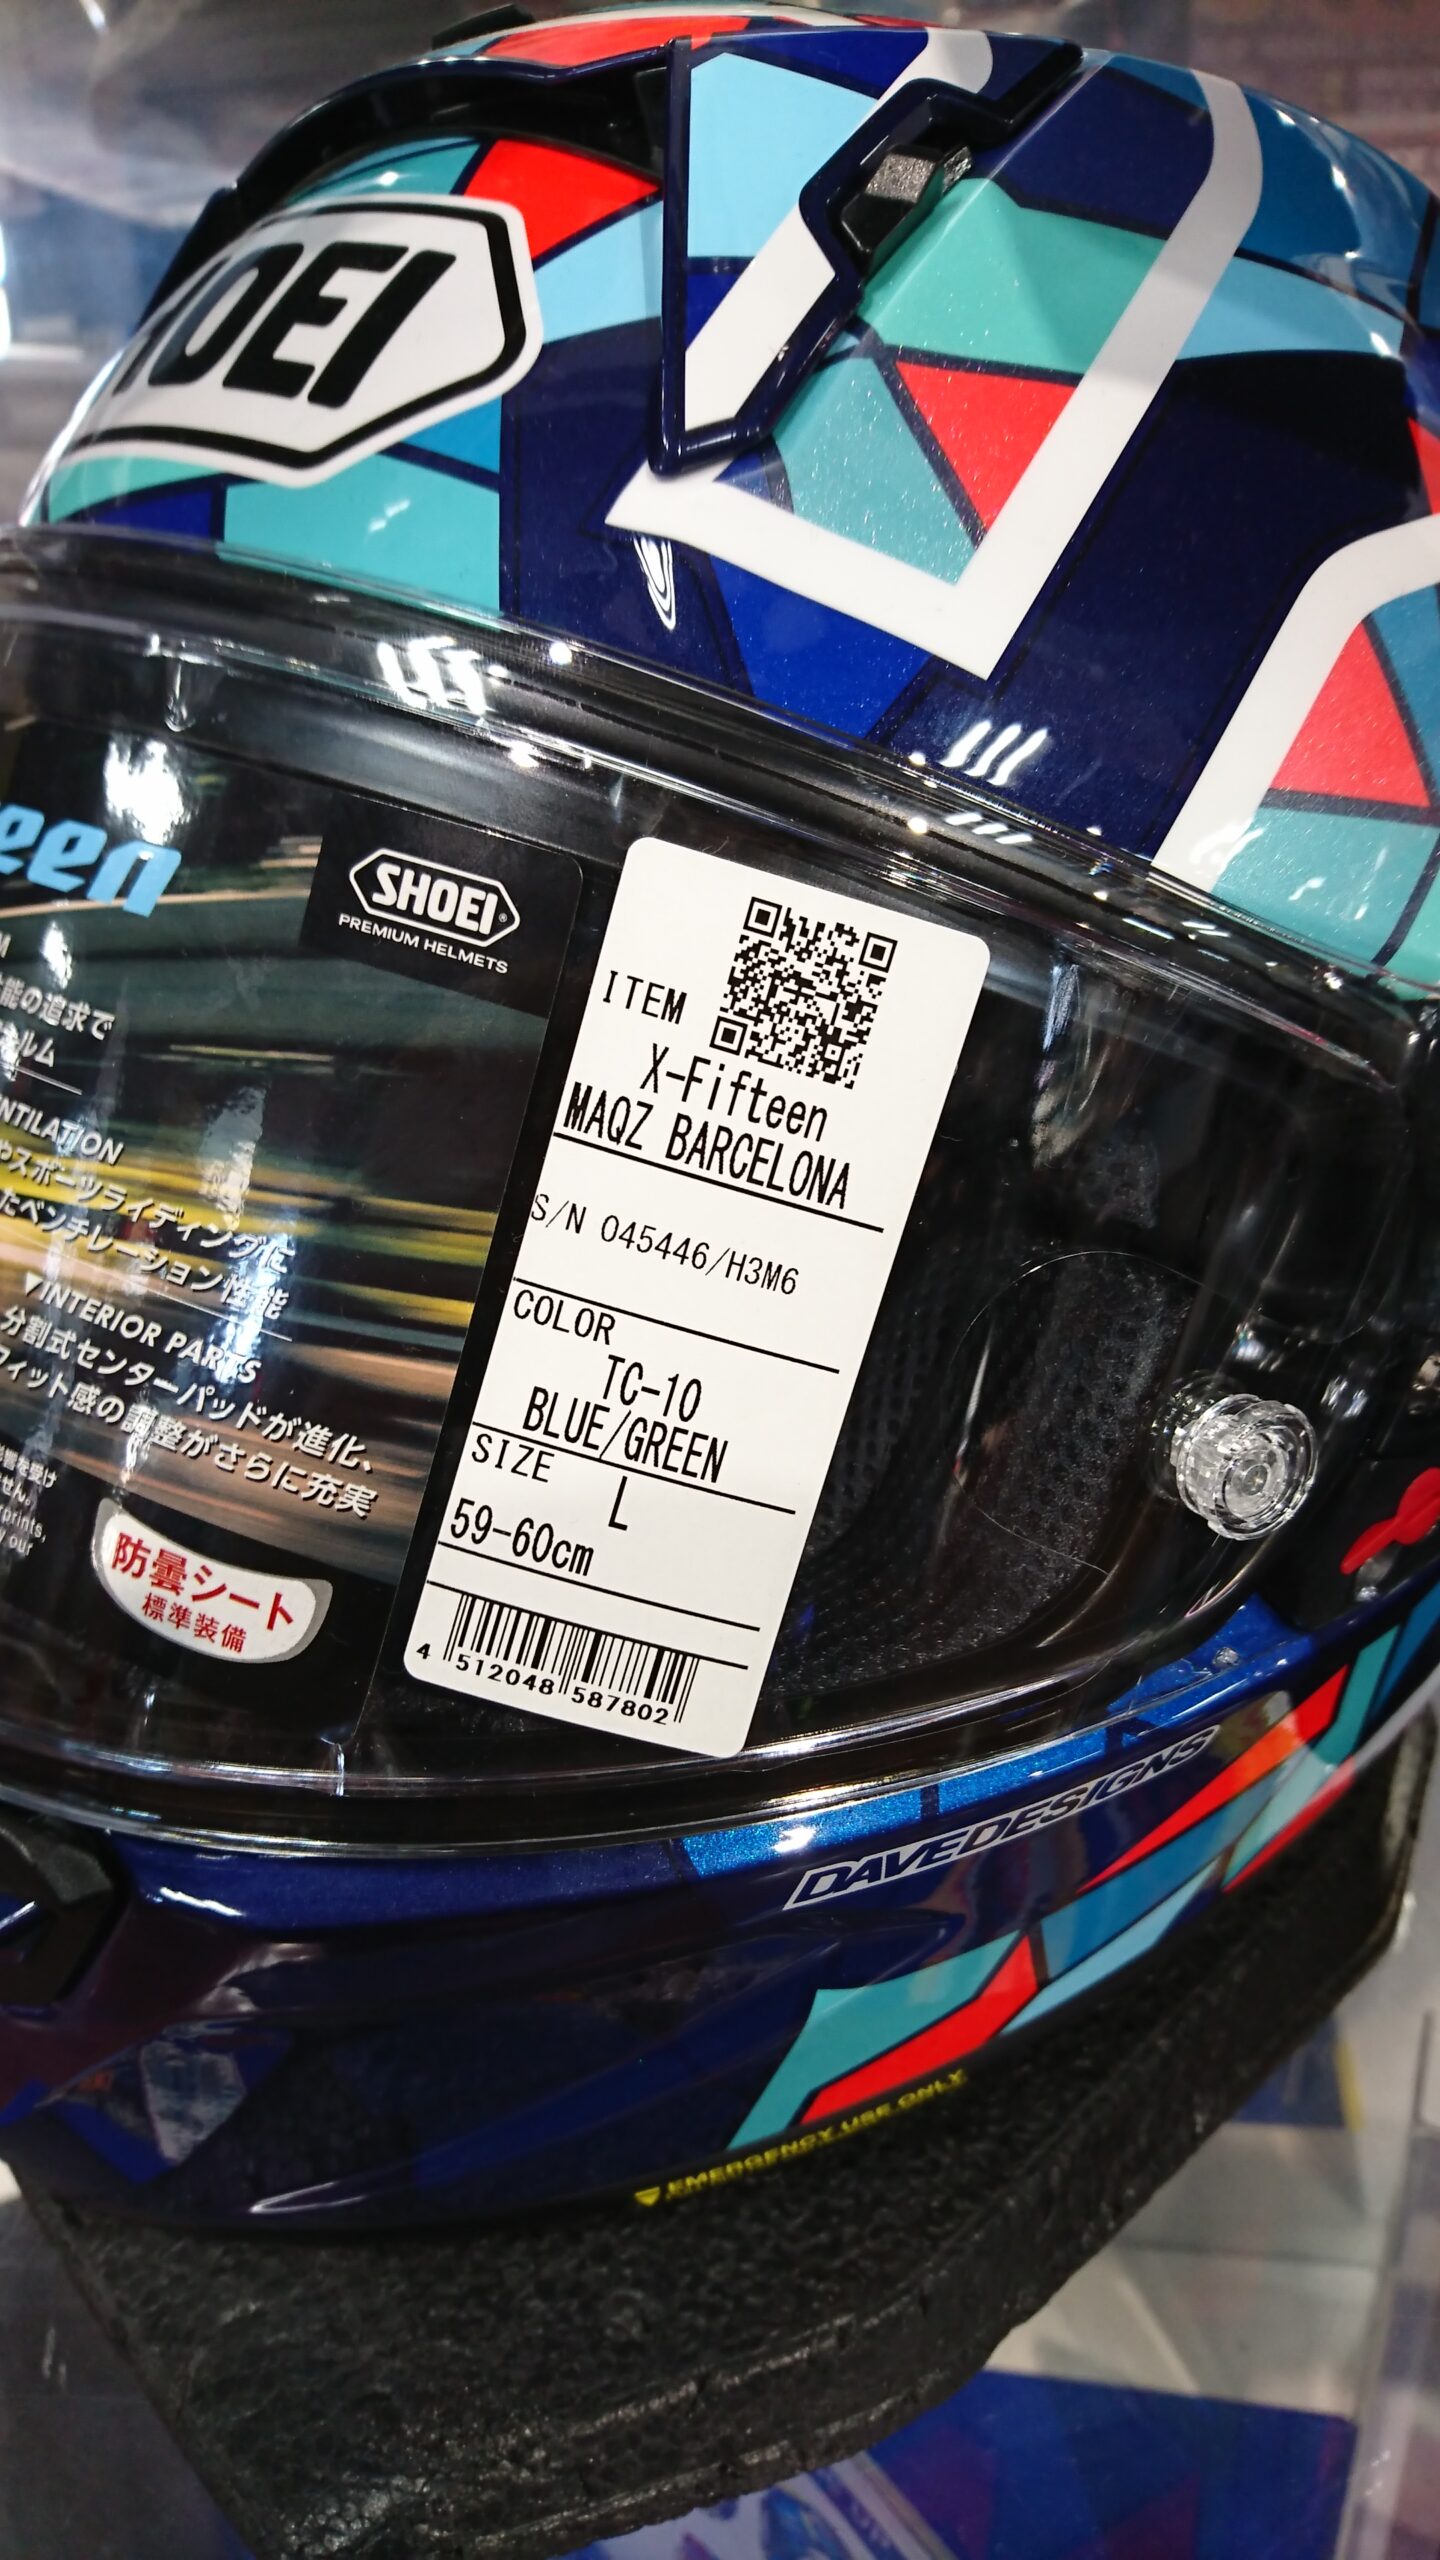 SHOEI
SHOEI
PREMIUM HELMETS
能の追求で
VENTILATION
やスポーツライディングに
たベンチレーション性能
▼INTERIOR PARTS
分割式センターパッドが進化、
フィット感の調整がさらに充実
防曇シート
標準装備
ITEM
X-Fifteen
MAQZ BARCELONA
S/N 045446/H3M6
COLOR
TC-10
BLUE/GREEN
SIZE L
59-60cm
4 512048 587802
DAVEDESIGNS
EMERGENCY USE ONLY